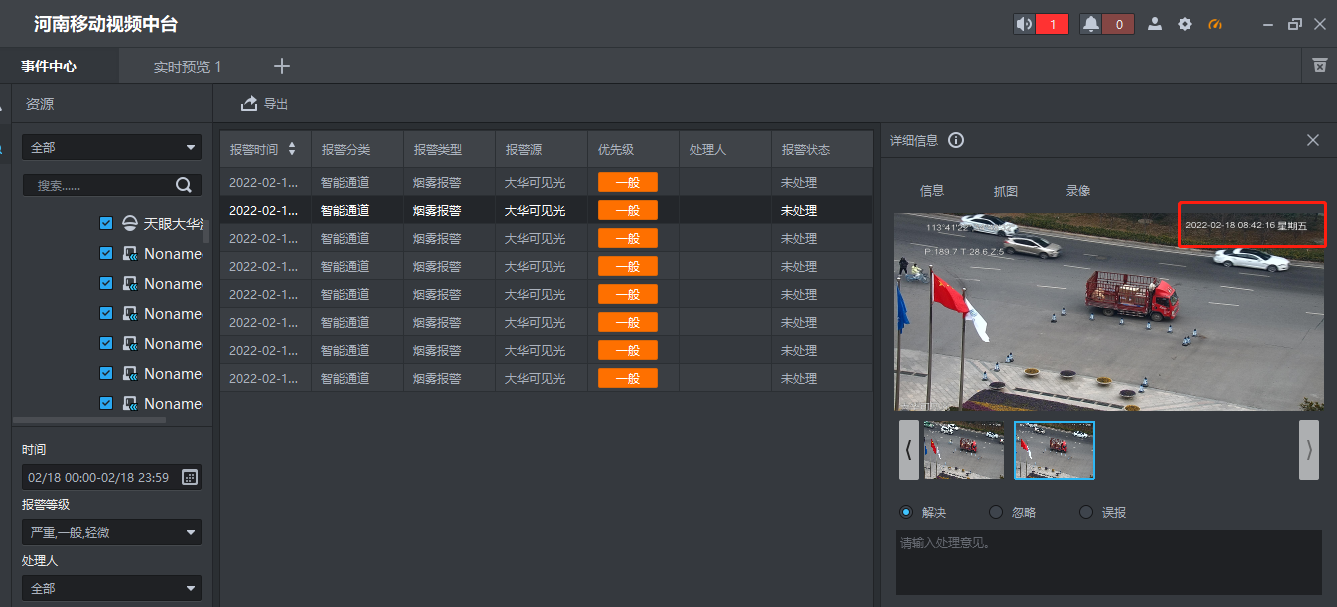 河南移动视频中台
1
0
事件中心
实时预览 1
资源
导出
全部
搜索......
天眼大华
Noname
Noname
Noname
Noname
Noname
Noname
时间
02/18 00:00-02/18 23:59
报警等级
严重,一般,轻微
处理人
全部
报警时间 报警分类 报警类型 报警源 优先级 处理人 报警状态
2022-02-1... 智能通道 烟雾报警 大华可见光 一般 未处理
2022-02-1... 智能通道 烟雾报警 大华可见光 一般 未处理
2022-02-1... 智能通道 烟雾报警 大华可见光 一般 未处理
2022-02-1... 智能通道 烟雾报警 大华可见光 一般 未处理
2022-02-1... 智能通道 烟雾报警 大华可见光 一般 未处理
2022-02-1... 智能通道 烟雾报警 大华可见光 一般 未处理
2022-02-1... 智能通道 烟雾报警 大华可见光 一般 未处理
2022-02-1... 智能通道 烟雾报警 大华可见光 一般 未处理
详细信息
信息 抓图 录像
2022-02-18 08:42:16 星期五
P:189.7 T 28.6 Z:5
解决 忽略 误报
请输入处理意见。